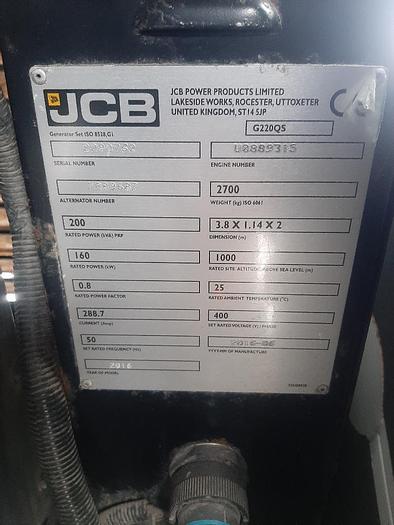 JCB
JCB POWER PRODUCTS LIMITED
LAKESIDE WORKS, ROCESTER, UTTOXETER
UNITED KINGDOM, ST14 5JP
CE
Generator Set ISO 8528,G1
G220QS
SERIAL NUMBER
U0889315
ENGINE NUMBER
ALTERNATOR NUMBER
2700
WEIGHT (kg) ISO 6061
200
RATED POWER (kVA) PRP
3.8 X 1.14 X 2
DIMENSION (m)
160
RATED POWER (kW)
1000
RATED SITE ALTITUDE ABOVE SEA LEVEL (m)
0.8
RATED POWER FACTOR
25
RATED AMBIENT TEMPERATURE (°C)
288.7
CURRENT (Amp)
400
SET RATED VOLTAGE (V) PHASE
50
SET RATED FREQUENCY (Hz)
2016-06
YYYY-MM OF MANUFACTURE
2016
YEAR OF MODEL